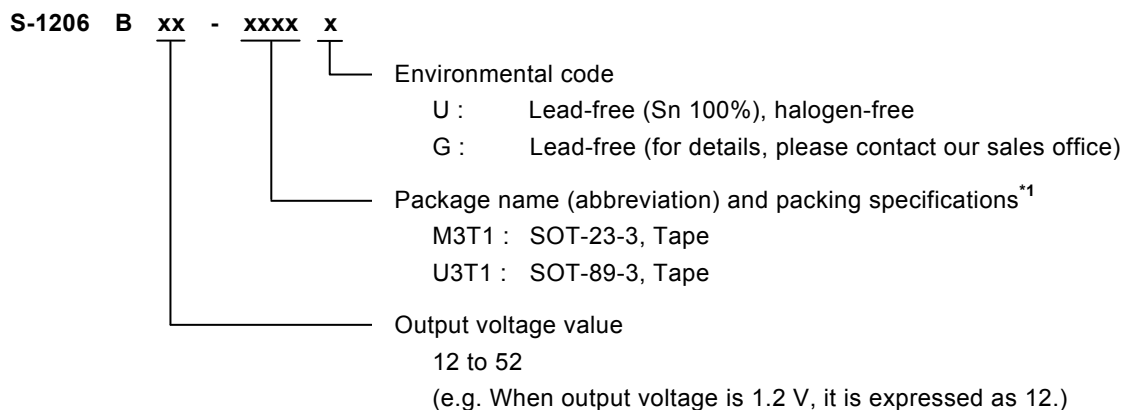 S-1206 B xx - xxxx x
Environmental code
U : Lead-free (Sn 100%), halogen-free
G : Lead-free (for details, please contact our sales office)
Package name (abbreviation) and packing specifications*1
M3T1 : SOT-23-3, Tape
U3T1 : SOT-89-3, Tape
Output voltage value
12 to 52
(e.g. When output voltage is 1.2 V, it is expressed as 12.)